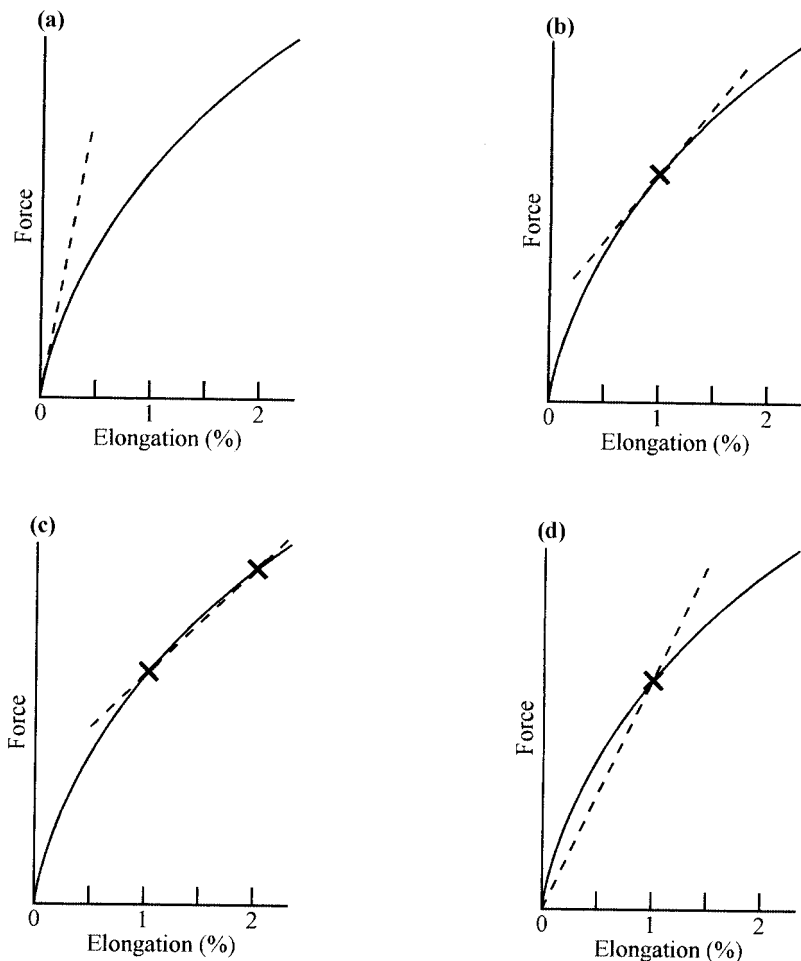 (a)
Force
0 1 2
Elongation (%)
(b)
Force
0 1 2
Elongation (%)
(c)
Force
0 1 2
Elongation (%)
(d)
Force
0 1 2
Elongation (%)